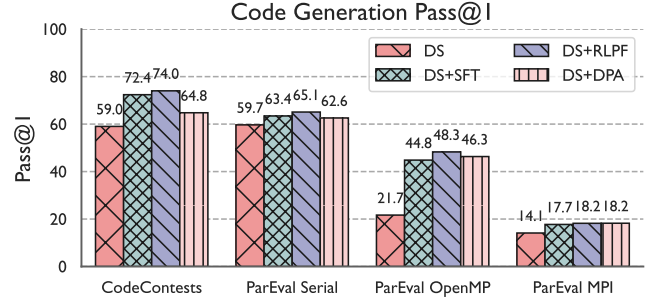 Code Generation Pass@1
Pass@1
100
80
60
40
20
0
DS
DS+SFT
DS+RLPF
DS+DPA
59.0
72.4
74.0
64.8
59.7
63.4
65.1
62.6
21.7
44.8
48.3
46.3
14.1
17.7
18.2
18.2
CodeContests
ParEval Serial
ParEval OpenMP
ParEval MPI